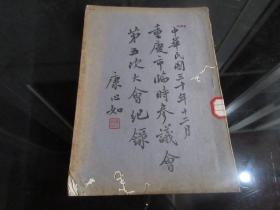 中華民國三十年十二月
重慶市臨時參議會
第五次大會紀錄
康心如